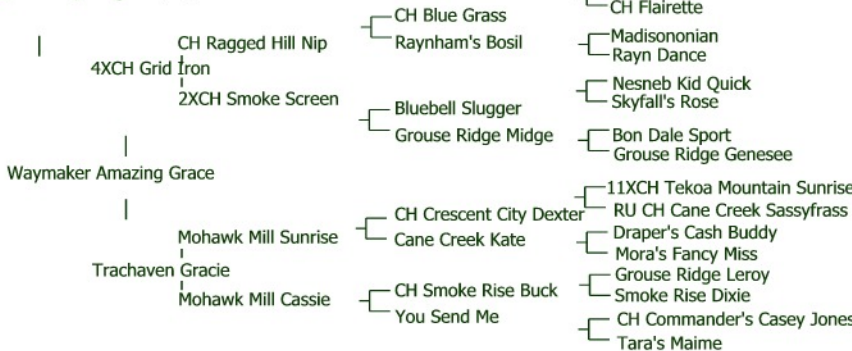 CH Flairette
CH Blue Grass
Raynham's Bosil
CH Ragged Hill Nip
Madisononian
Rayn Dance
4XCH Grid Iron
2XCH Smoke Screen
Nesneb Kid Quick
Skyfall's Rose
Bluebell Slugger
Grouse Ridge Midge
Bon Dale Sport
Grouse Ridge Genesee
Waymaker Amazing Grace
11XCH Tekoa Mountain Sunrise
RU CH Cane Creek Sassyfrass
CH Crescent City Dexter
Cane Creek Kate
Mohawk Mill Sunrise
Draper's Cash Buddy
Mora's Fancy Miss
Trachaven Gracie
Mohawk Mill Cassie
Grouse Ridge Leroy
Smoke Rise Dixie
CH Smoke Rise Buck
You Send Me
CH Commander's Casey Jones
Tara's Maime